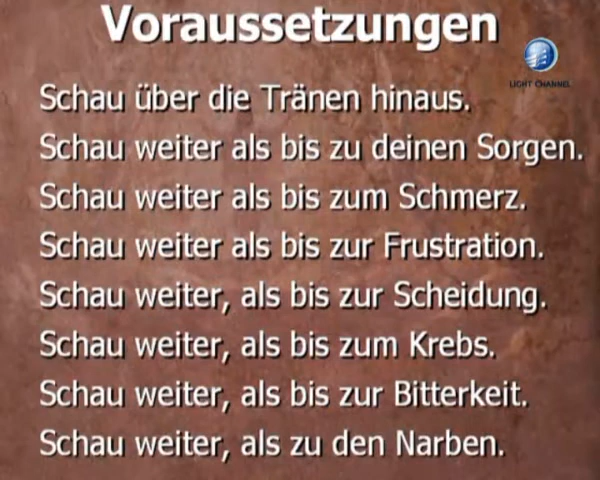 Voraussetzungen
LIGHT CHANNEL
Schau über die Tränen hinaus.
Schau weiter als bis zu deinen Sorgen.
Schau weiter als bis zum Schmerz.
Schau weiter als bis zur Frustration.
Schau weiter, als bis zur Scheidung.
Schau weiter, als bis zum Krebs.
Schau weiter, als bis zur Bitterkeit.
Schau weiter, als zu den Narben.